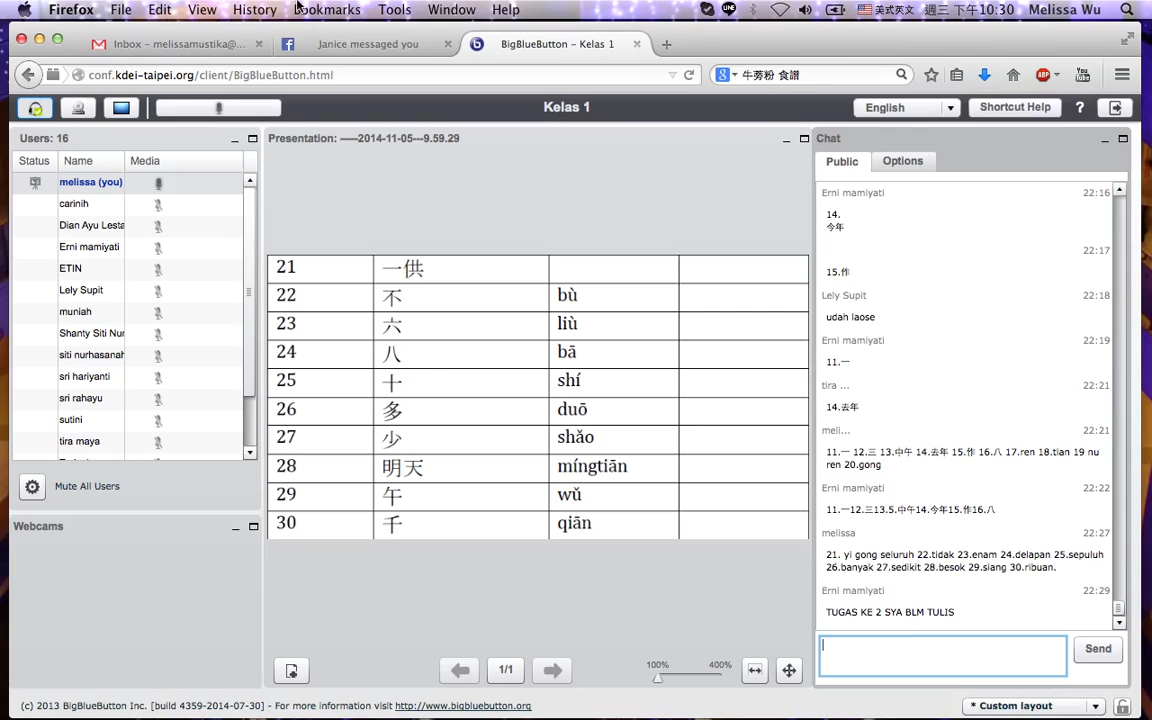 Firefox File Edit View History Bookmarks Tools Window Help 美式英文 週三 下午10:30 Melissa Wu
Inbox – melissamustika@... Janice messaged you BigBlueButton – Kelas 1
conf.kdei-taipei.org/client/BigBlueButton.html 牛蒡粉 食譜 ABP You Tube
Kelas 1 English Shortcut Help ?
Users: 16
Status Name Media
melissa (you)
carinih
Dian Ayu Lesta
Erni mamiyati
ETIN
Lely Supit
muniah
Shanty Siti Nur
siti nurhasanah
sri hariyanti
sri rahayu
sutini
tira maya
Mute All Users
Webcams
Presentation: -----2014-11-05---9.59.29
21 一供
22 不 bù
23 六 liù
24 八 bā
25 十 shí
26 多 duō
27 少 shǎo
28 明天 míngtiān
29 午 wǔ
30 千 qiān
1/1 100% 400%
Chat
Public Options
Erni mamiyati 22:16
14.
今年
22:17
15.作
Lely Supit 22:18
udah laose
Erni mamiyati 22:19
11.一
tira ... 22:21
14.去年
meli... 22:21
11.一 12.三 13.中午 14.去年 15.作 16.八 17.ren 18.tian 19 nu
ren 20.gong
Erni mamiyati 22:22
11.一12.三13.5.中午14.今年15.作16.八
melissa 22:27
21. yi gong seluruh 22.tidak 23.enam 24.delapan 25.sepuluh
26.banyak 27.sedikit 28.besok 29.siang 30.ribuan.
Erni mamiyati 22:29
TUGAS KE 2 SYA BLM TULIS
Send
(c) 2013 BigBlueButton Inc. [build 4359-2014-07-30] - For more information visit http://www.bigbluebutton.org
* Custom layout